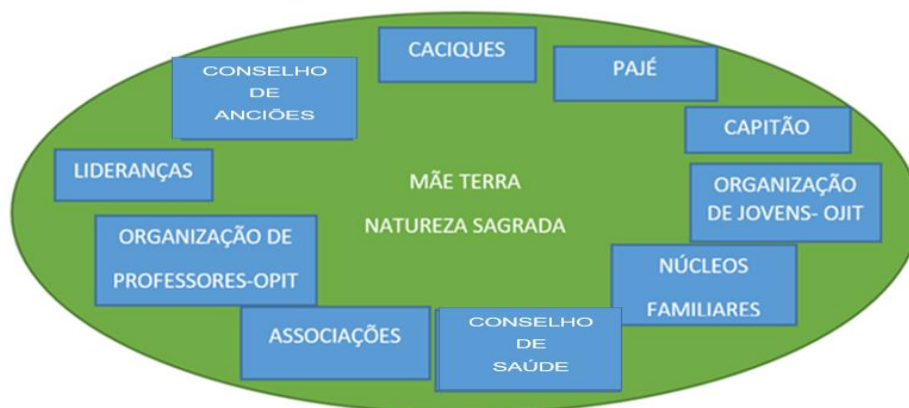 CACIQUES
PAJÉ
CONSELHO
DE
ANCIÕES
CAPITÃO
LIDERANÇAS
MÃE TERRA
NATUREZA SAGRADA
ORGANIZAÇÃO
DE JOVENS- OJIT
ORGANIZAÇÃO DE
PROFESSORES-OPIT
NÚCLEOS
FAMILIARES
ASSOCIAÇÕES
CONSELHO
DE
SAÚDE